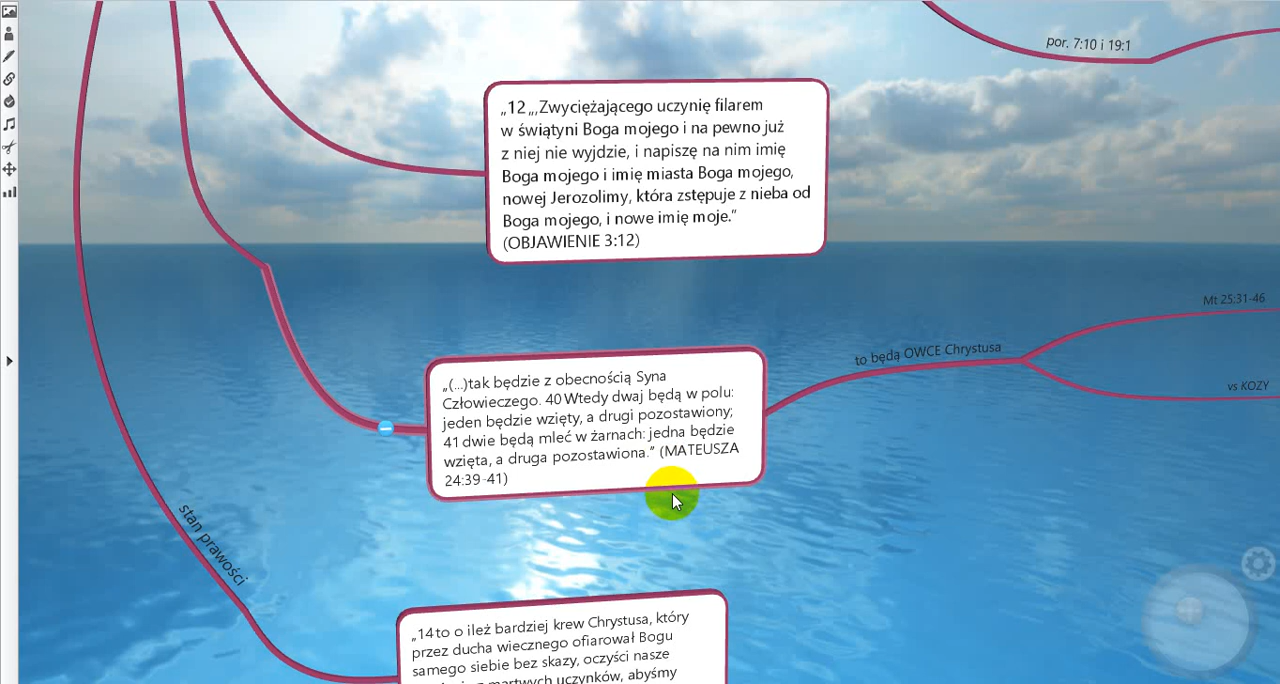 por. 7:10 i 19:1
„12„,Zwyciężającego uczynię filarem
w świątyni Boga mojego i na pewno już
z niej nie wyjdzie, i napiszę na nim imię
Boga mojego i imię miasta Boga mojego,
nowej Jerozolimy, która zstępuje z nieba od
Boga mojego, i nowe imię moje.”
(OBJAWIENIE 3:12)
Mt 25:31-46
to będą OWCE Chrystusa
vs KOZY
„(...)tak będzie z obecnością Syna
Człowieczego. 40 Wtedy dwaj będą w polu:
jeden będzie wzięty, a drugi pozostawiony;
41 dwie będą mleć w żarnach: jedna będzie
wzięta, a druga pozostawiona.” (MATEUSZA
24:39-41)
stan prawości
„14 to o ileż bardziej krew Chrystusa, który
przez ducha wiecznego ofiarował Bogu
samego siebie bez skazy, oczyści nasze
martwych uczynków, abyśmy